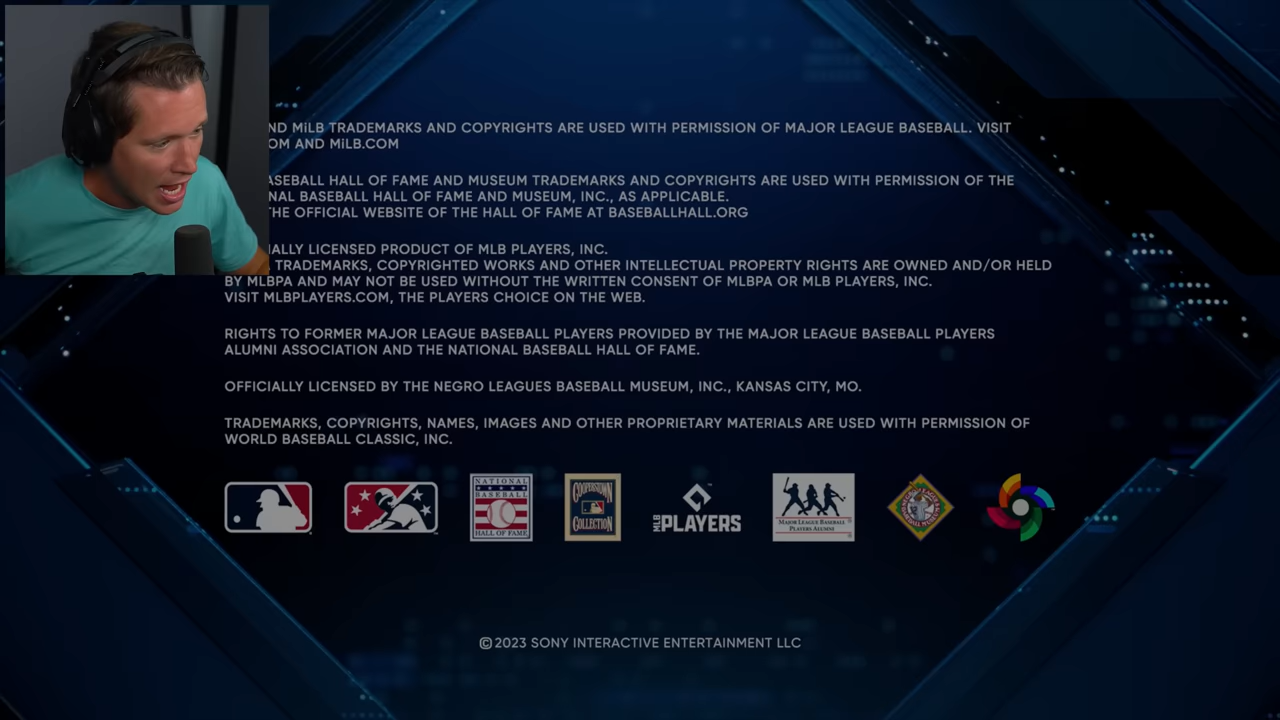 ND MiLB TRADEMARKS AND COPYRIGHTS ARE USED WITH PERMISSION OF MAJOR LEAGUE BASEBALL. VISIT
OM AND MiLB.COM
ASEBALL HALL OF FAME AND MUSEUM TRADEMARKS AND COPYRIGHTS ARE USED WITH PERMISSION OF THE
NAL BASEBALL HALL OF FAME AND MUSEUM, INC., AS APPLICABLE.
HE OFFICIAL WEBSITE OF THE HALL OF FAME AT BASEBALLHALL.ORG
IALLY LICENSED PRODUCT OF MLB PLAYERS, INC.
TRADEMARKS, COPYRIGHTED WORKS AND OTHER INTELLECTUAL PROPERTY RIGHTS ARE OWNED AND/OR HELD
BY MLBPA AND MAY NOT BE USED WITHOUT THE WRITTEN CONSENT OF MLBPA OR MLB PLAYERS, INC.
VISIT MLBPLAYERS.COM, THE PLAYERS CHOICE ON THE WEB.
RIGHTS TO FORMER MAJOR LEAGUE BASEBALL PLAYERS PROVIDED BY THE MAJOR LEAGUE BASEBALL PLAYERS
ALUMNI ASSOCIATION AND THE NATIONAL BASEBALL HALL OF FAME.
OFFICIALLY LICENSED BY THE NEGRO LEAGUES BASEBALL MUSEUM, INC., KANSAS CITY, MO.
TRADEMARKS, COPYRIGHTS, NAMES, IMAGES AND OTHER PROPRIETARY MATERIALS ARE USED WITH PERMISSION OF
WORLD BASEBALL CLASSIC, INC.
NATIONAL
BASEBALL
HALL OF FAME
COOPERSTOWN
COLLECTION
MLB PLAYERS
MAJOR LEAGUE BASEBALL
PLAYERS ALUMNI
©2023 SONY INTERACTIVE ENTERTAINMENT LLC